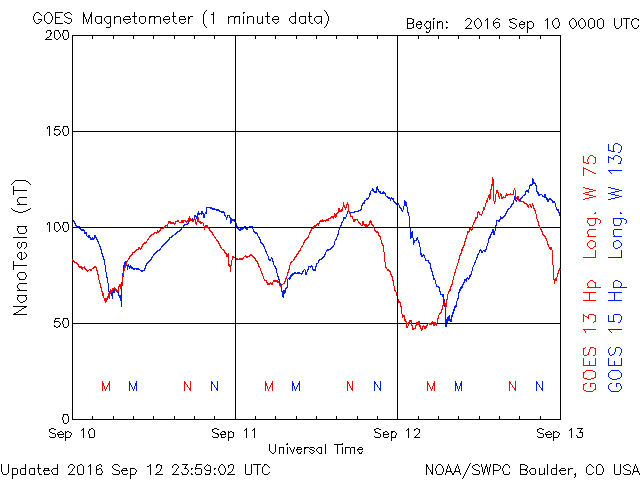 GOES Magnetometer (1 minute data)
Begin: 2016 Sep 10 0000 UTC
200
150
100
50
0
NanoTesla (nT)
M M N N M M N N M M N N
Sep 10 Sep 11 Sep 12 Sep 13
Universal Time
GOES 13 Hp Long. W 75
GOES 15 Hp Long. W 135
Updated 2016 Sep 12 23:59:02 UTC
NOAA/SWPC Boulder, CO USA